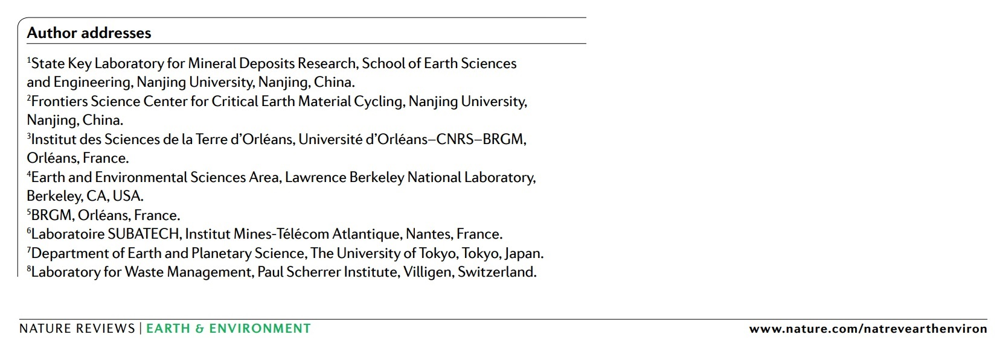 Author addresses
¹State Key Laboratory for Mineral Deposits Research, School of Earth Sciences
and Engineering, Nanjing University, Nanjing, China.
²Frontiers Science Center for Critical Earth Material Cycling, Nanjing University,
Nanjing, China.
³Institut des Sciences de la Terre d’Orléans, Université d’Orléans–CNRS–BRGM,
Orléans, France.
⁴Earth and Environmental Sciences Area, Lawrence Berkeley National Laboratory,
Berkeley, CA, USA.
⁵BRGM, Orléans, France.
⁶Laboratoire SUBATECH, Institut Mines-Télécom Atlantique, Nantes, France.
⁷Department of Earth and Planetary Science, The University of Tokyo, Tokyo, Japan.
⁸Laboratory for Waste Management, Paul Scherrer Institute, Villigen, Switzerland.
NATURE REVIEWS | EARTH & ENVIRONMENT www.nature.com/natrevearthenviron